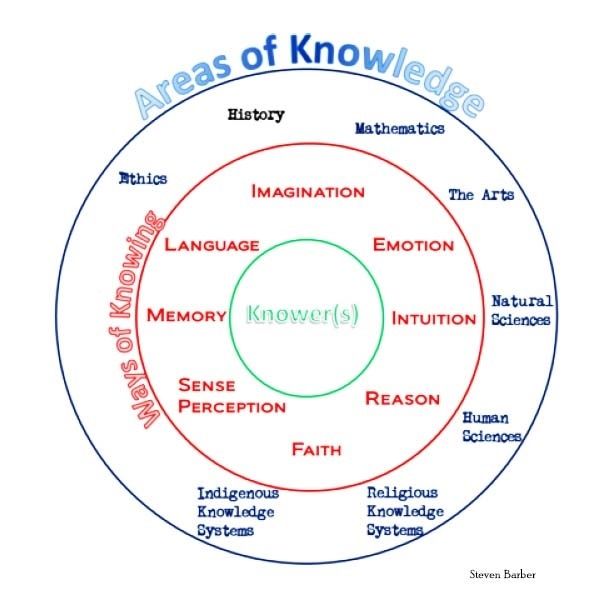 Areas of Knowledge
History
Mathematics
Ethics
The Arts
IMAGINATION
Ways of Knowing
LANGUAGE
EMOTION
MEMORY
Knower(s)
INTUITION
Natural
Sciences
SENSE
PERCEPTION
REASON
Human
Sciences
FAITH
Indigenous
Knowledge
Systems
Religious
Knowledge
Systems
Steven Barber